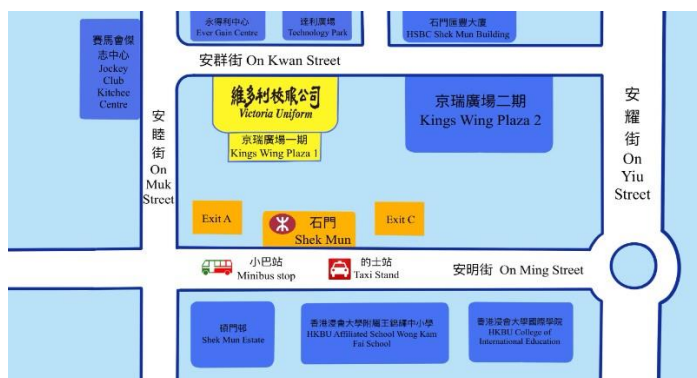 永得利中心
Ever Gain Centre
達利廣場
Technology Park
石門匯豐大廈
HSBC Shek Mun Building
賽馬會傑
志中心
Jockey
Club
Kitchee
Centre
安群街 On Kwan Street
維多利校服公司
Victoria Uniform
京瑞廣場一期
Kings Wing Plaza 1
京瑞廣場二期
Kings Wing Plaza 2
安
睦
街
On
Muk
Street
安
耀
街
On
Yiu
Street
Exit A
石門
Shek Mun
Exit C
小巴站
Minibus stop
的士站
Taxi Stand
安明街 On Ming Street
碩門邨
Shek Mun Estate
香港浸會大學附屬王錦輝中小學
HKBU Affiliated School Wong Kam
Fai School
香港浸會大學國際學院
HKBU College of
International Education